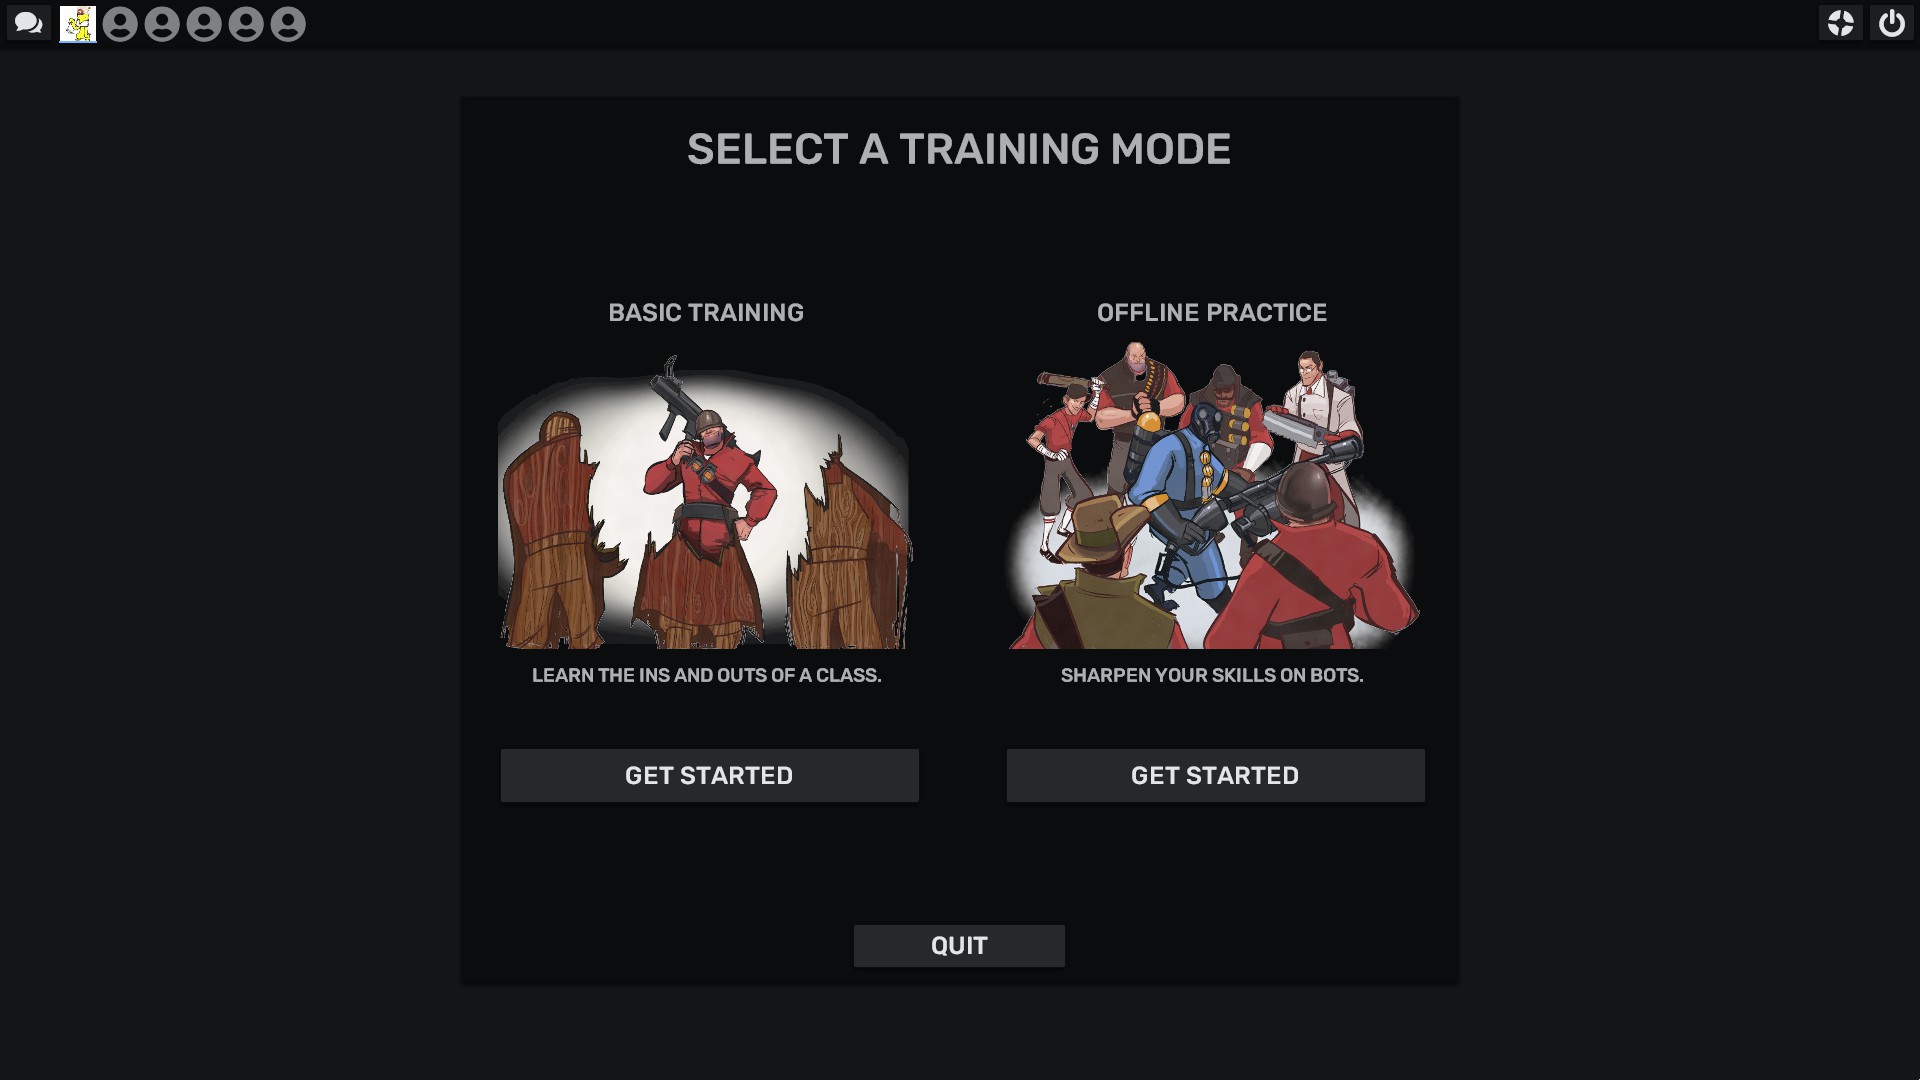 SELECT A TRAINING MODE
BASIC TRAINING
OFFLINE PRACTICE
LEARN THE INS AND OUTS OF A CLASS.
SHARPEN YOUR SKILLS ON BOTS.
GET STARTED
GET STARTED
QUIT